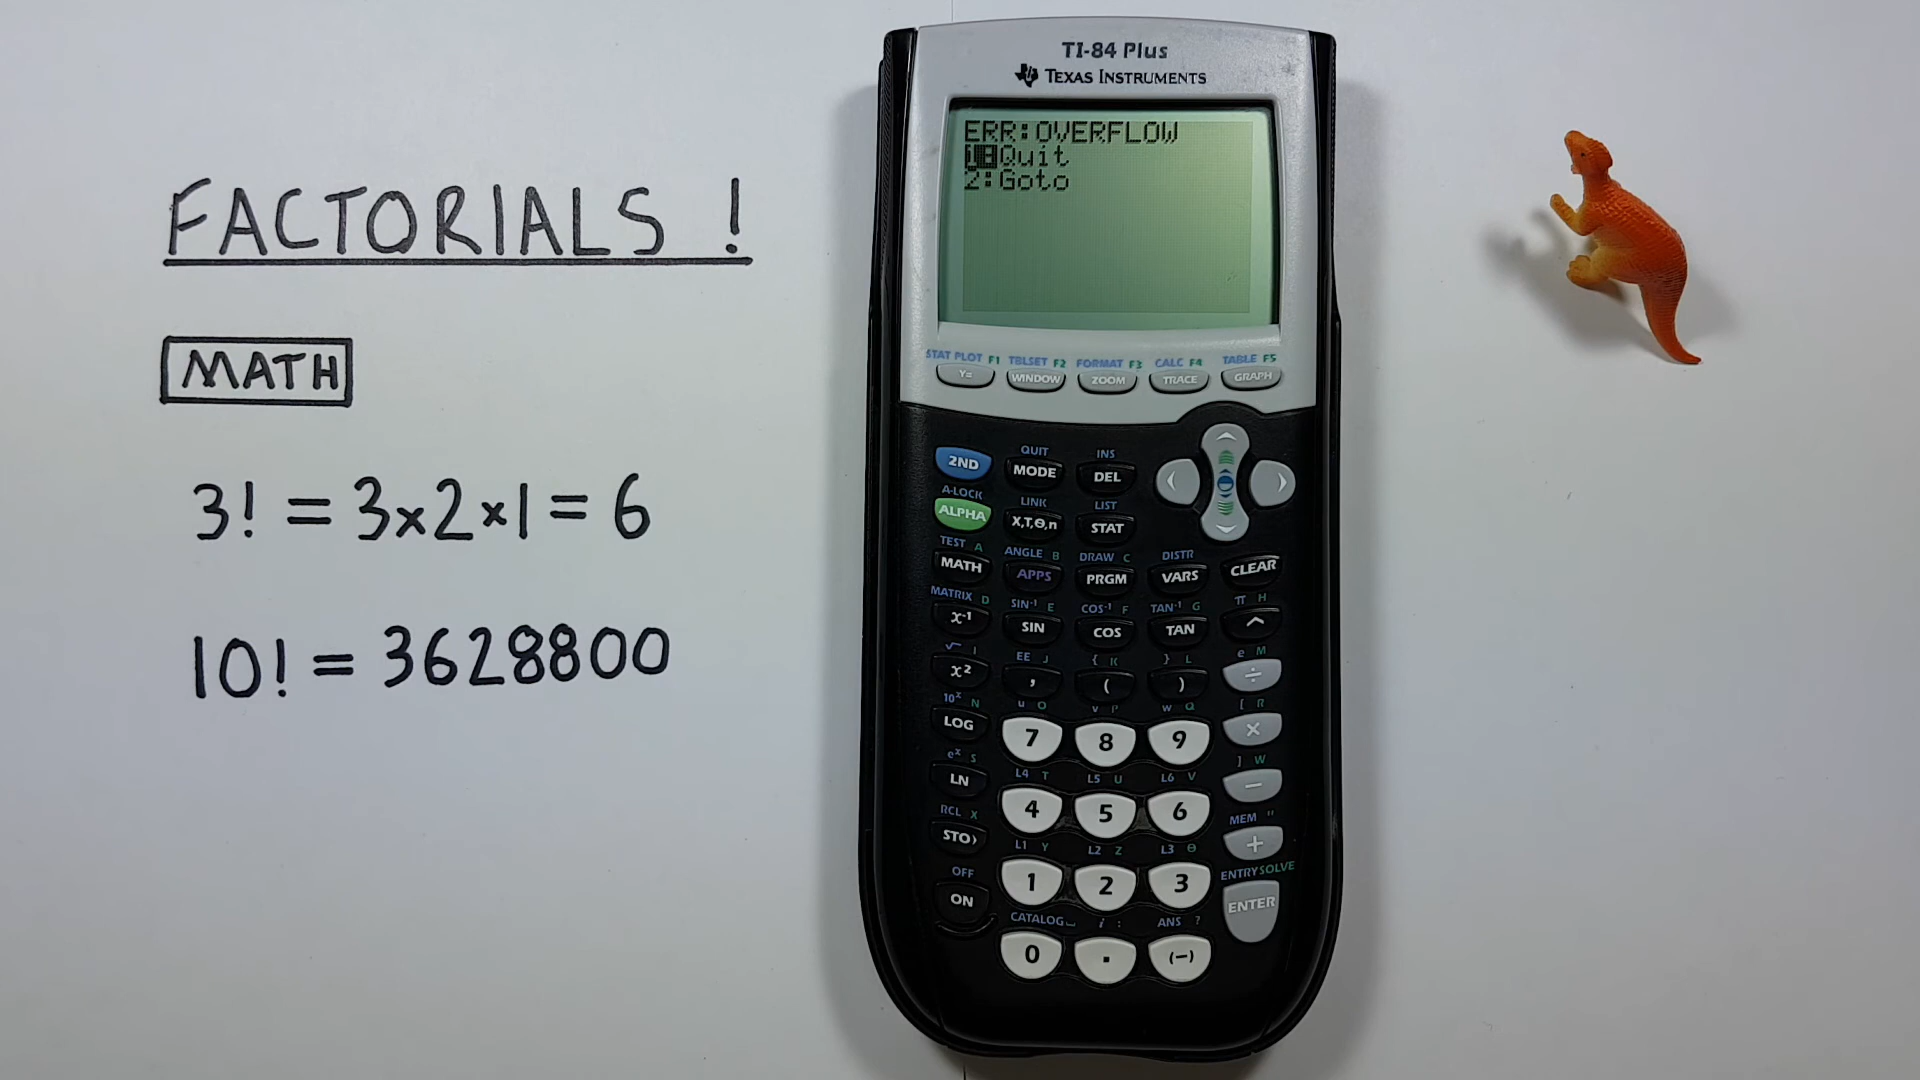 FACTORIALS !
MATH
3! = 3x2x1 = 6
10! = 3628800
TI-84 Plus
TEXAS INSTRUMENTS
ERR:OVERFLOW
1:Quit
2:Goto
STAT PLOT F1 TBLSET F2 FORMAT F3 CALC F4 TABLE F5
Y= WINDOW ZOOM TRACE GRAPH
QUIT INS
2ND MODE DEL
A-LOCK LINK LIST
ALPHA X,T,θ,n STAT
TEST A ANGLE B DRAW C DISTR
MATH APPS PRGM VARS CLEAR
MATRIX D SIN⁻¹ E COS⁻¹ F TAN⁻¹ G π H
x⁻¹ SIN COS TAN ^
√ I EE J { K } L e M
x² , ( ) ÷
10ˣ N u O v P w Q [ R
LOG 7 8 9 ×
eˣ S L4 T L5 U L6 V ] W
LN 4 5 6 −
RCL X L1 Y L2 Z L3 θ MEM "
STO› 1 2 3 +
OFF CATALOG ⎵ i : ANS ? ENTRY SOLVE
ON 0 . (−) ENTER